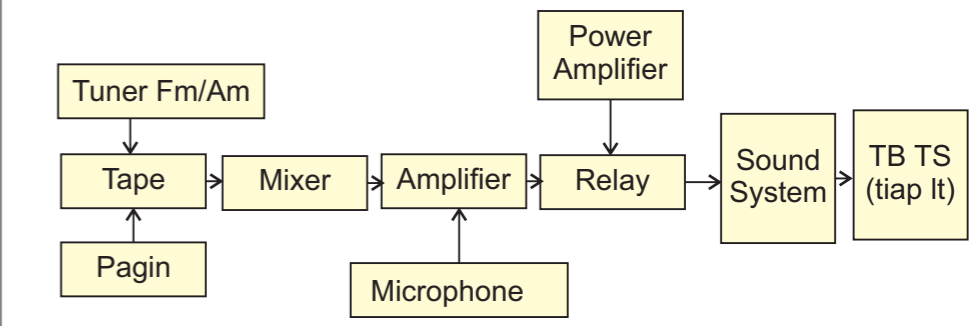 Power
Amplifier
Tuner Fm/Am
Tape
Mixer
Amplifier
Relay
Sound
System
TB TS
(tiap lt)
Pagin
Microphone